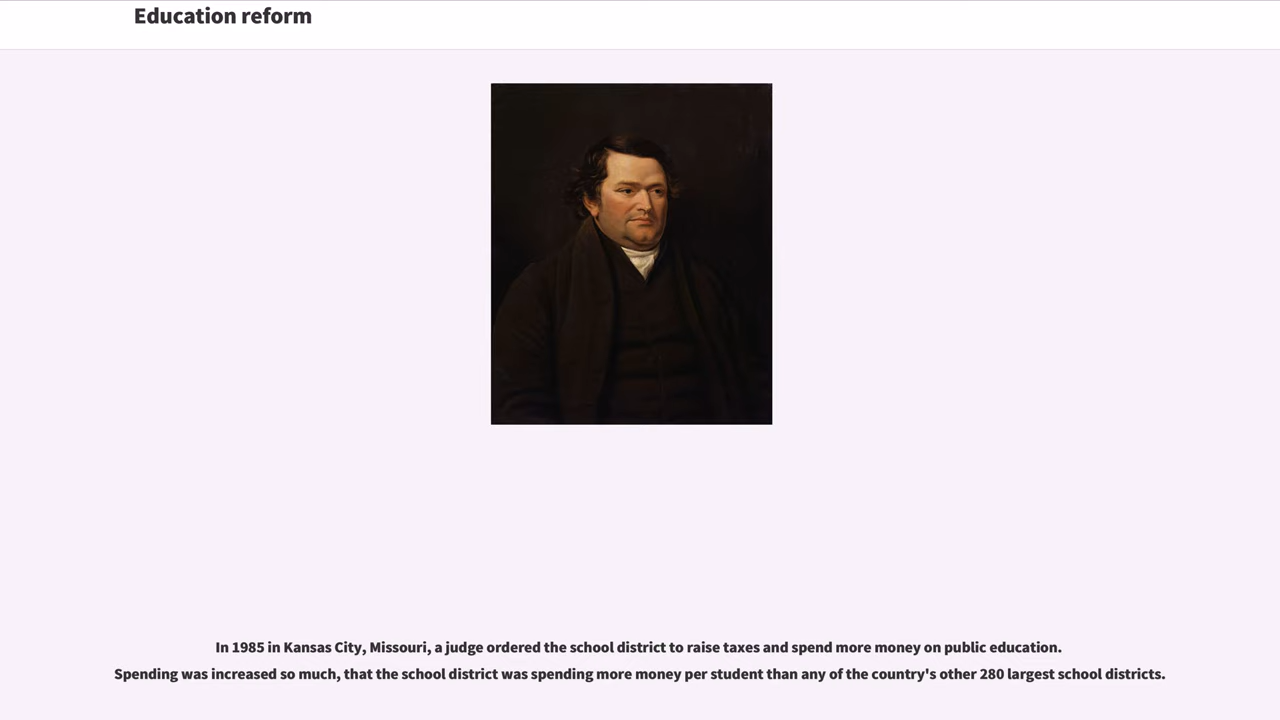 Education reform
In 1985 in Kansas City, Missouri, a judge ordered the school district to raise taxes and spend more money on public education.
Spending was increased so much, that the school district was spending more money per student than any of the country's other 280 largest school districts.